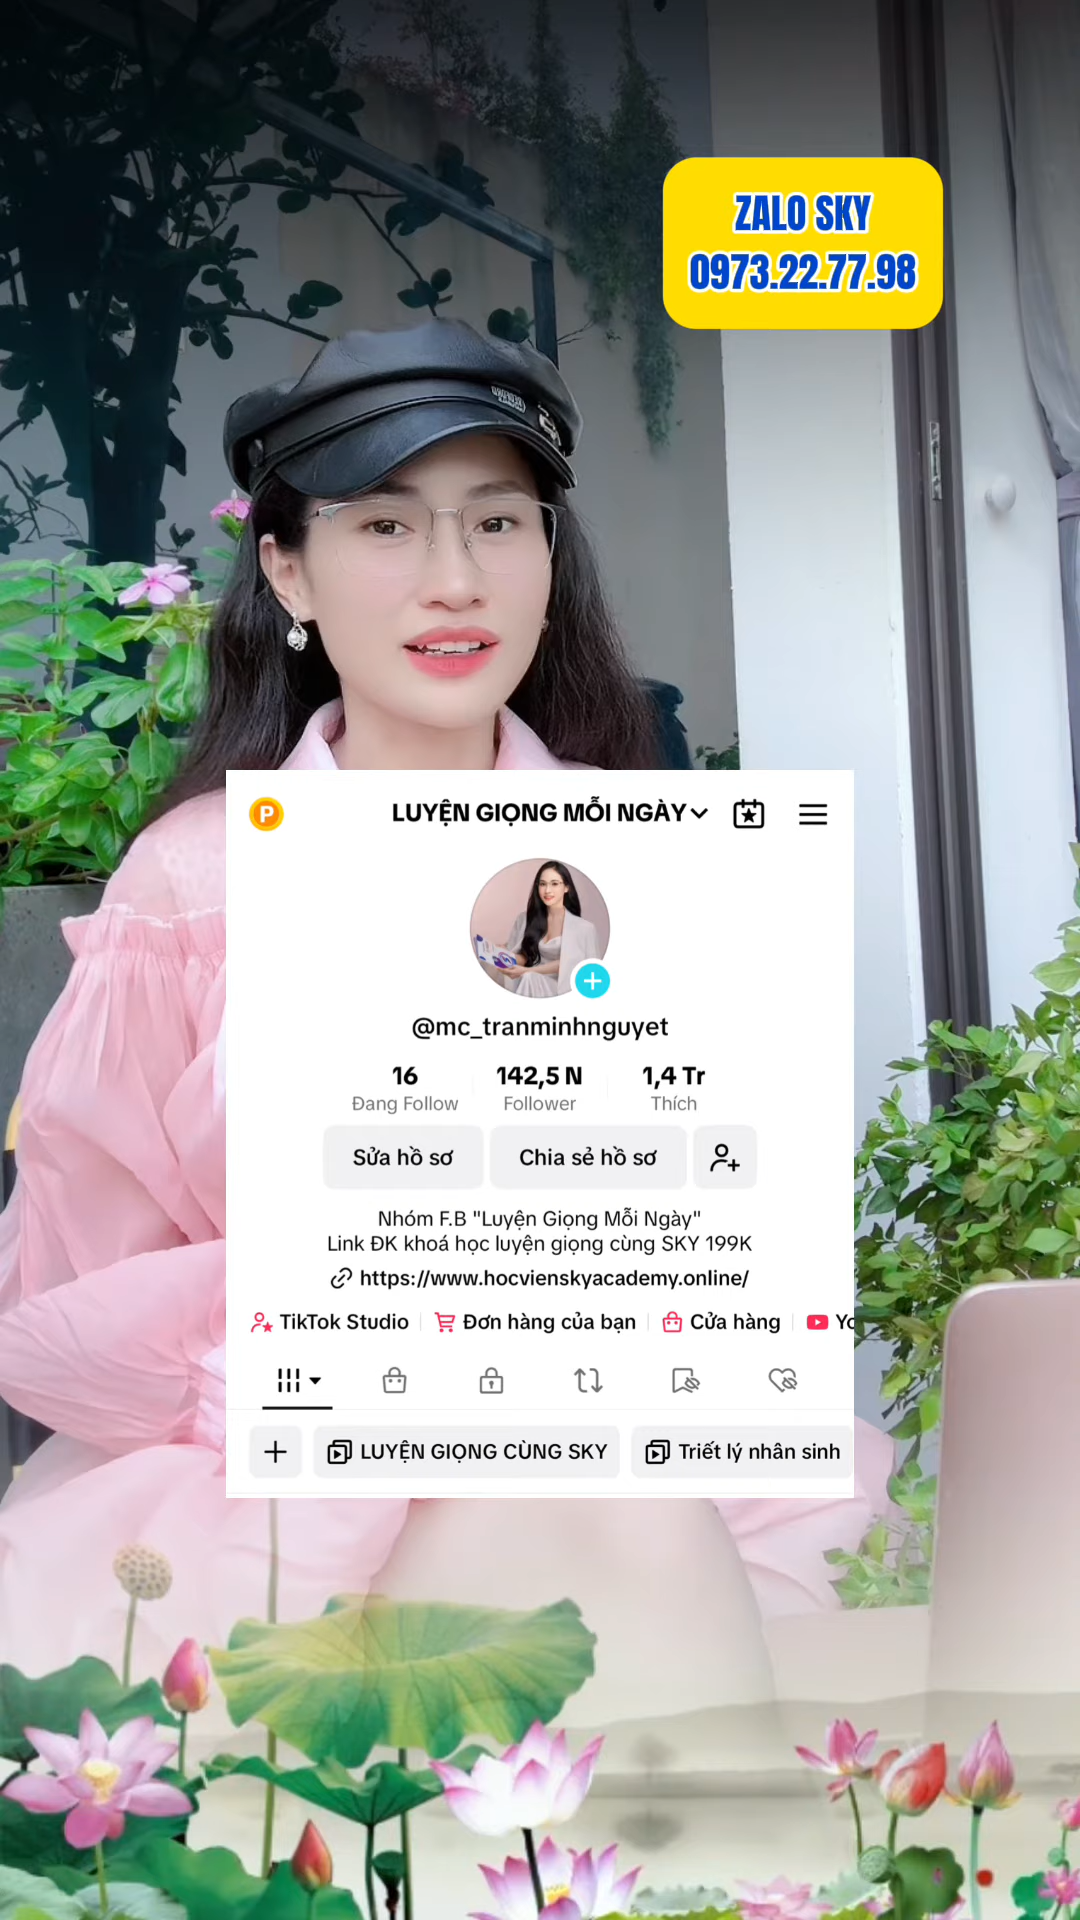 ZALO SKY
0973.22.77.98
P
LUYỆN GIỌNG MỖI NGÀY
@mc_tranminhnguyet
16
142,5 N
1,4 Tr
Đang Follow
Follower
Thích
Sửa hồ sơ
Chia sẻ hồ sơ
Nhóm F.B "Luyện Giọng Mỗi Ngày"
Link ĐK khoá học luyện giọng cùng SKY 199K
https://www.hocvienskyacademy.online/
TikTok Studio
Đơn hàng của bạn
Cửa hàng
Yo
LUYỆN GIỌNG CÙNG SKY
Triết lý nhân sinh